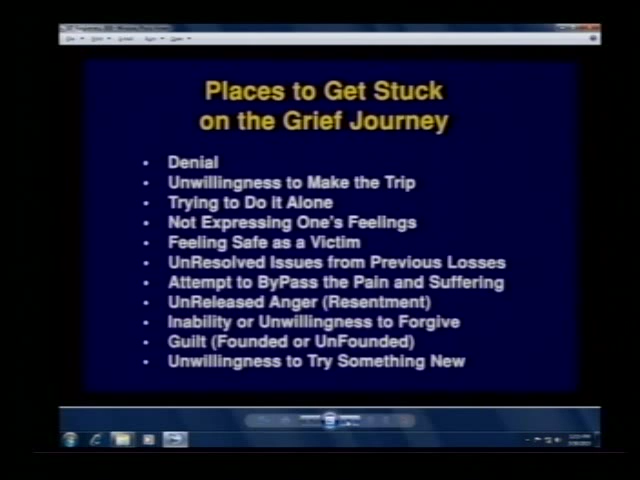 Places to Get Stuck
on the Grief Journey
• Denial
• Unwillingness to Make the Trip
• Trying to Do it Alone
• Not Expressing One's Feelings
• Feeling Safe as a Victim
• UnResolved Issues from Previous Losses
• Attempt to ByPass the Pain and Suffering
• UnReleased Anger (Resentment)
• Inability or Unwillingness to Forgive
• Guilt (Founded or UnFounded)
• Unwillingness to Try Something New